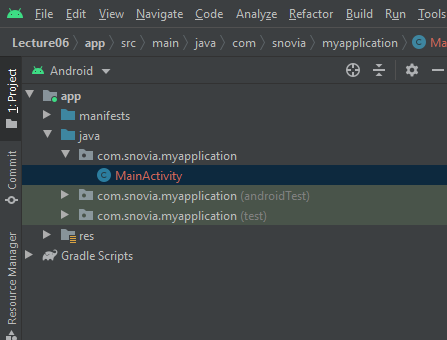 File Edit View Navigate Code Analyze Refactor Build Run Tools
Lecture06 app src main java com snovia myapplication C Ma
Android
1: Project
app
manifests
java
com.snovia.myapplication
C MainActivity
com.snovia.myapplication (androidTest)
com.snovia.myapplication (test)
res
Gradle Scripts
Commit
Resource Manager